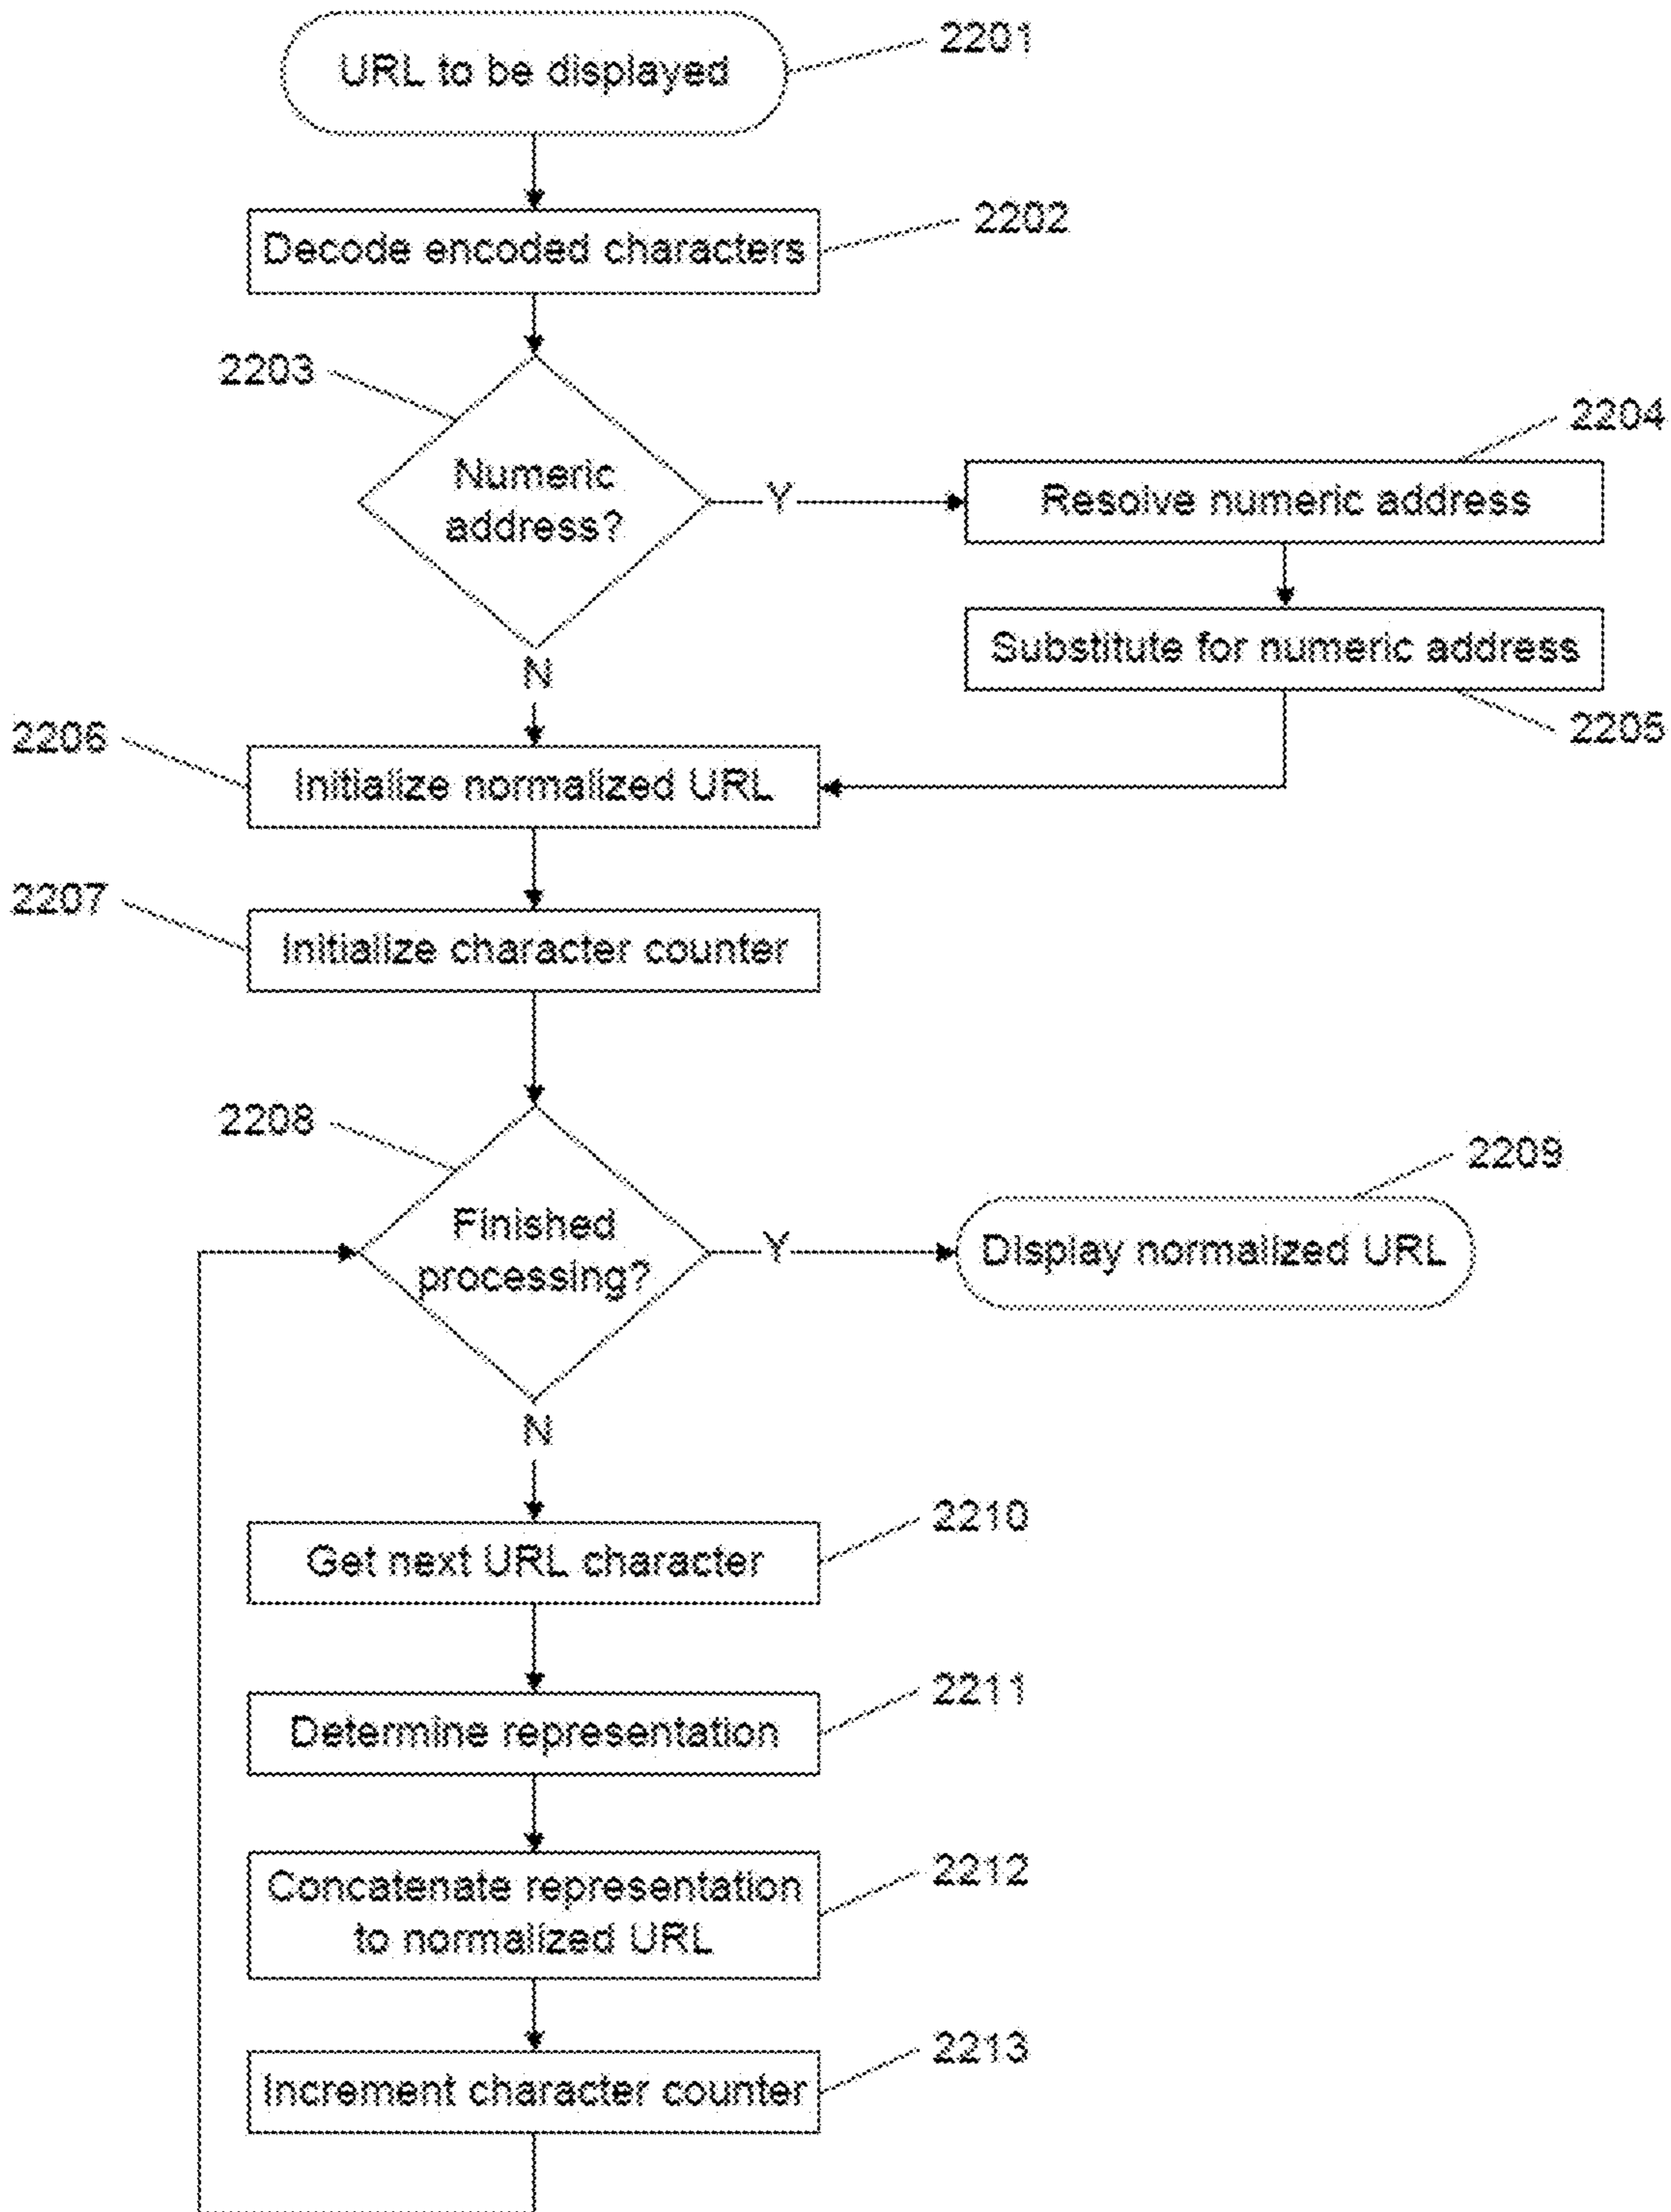 URL to be displayed
2201
Decode encoded characters
2202
2203
Numeric
address?
Y
2204
Resolve numeric address
Substitute for numeric address
2205
N
2206
Initialize normalized URL
2207
Initialize character counter
2208
Finished
processing?
Y
2209
Display normalized URL
N
2210
Get next URL character
2211
Determine representation
2212
Concatenate representation
to normalized URL
2213
Increment character counter